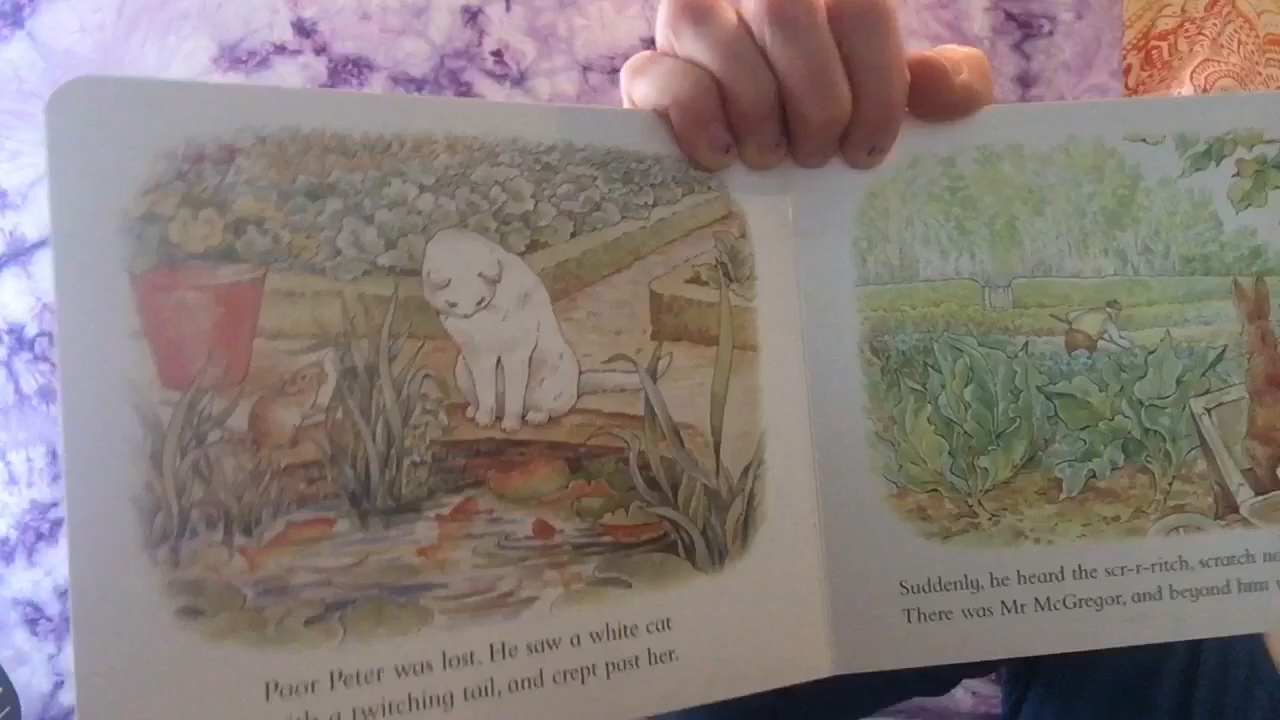 Poor Peter was lost. He saw a white cat
with a twitching tail, and crept past her.
Suddenly, he heard the scr-r-ritch, scratch
There was Mr McGregor, and beyond him